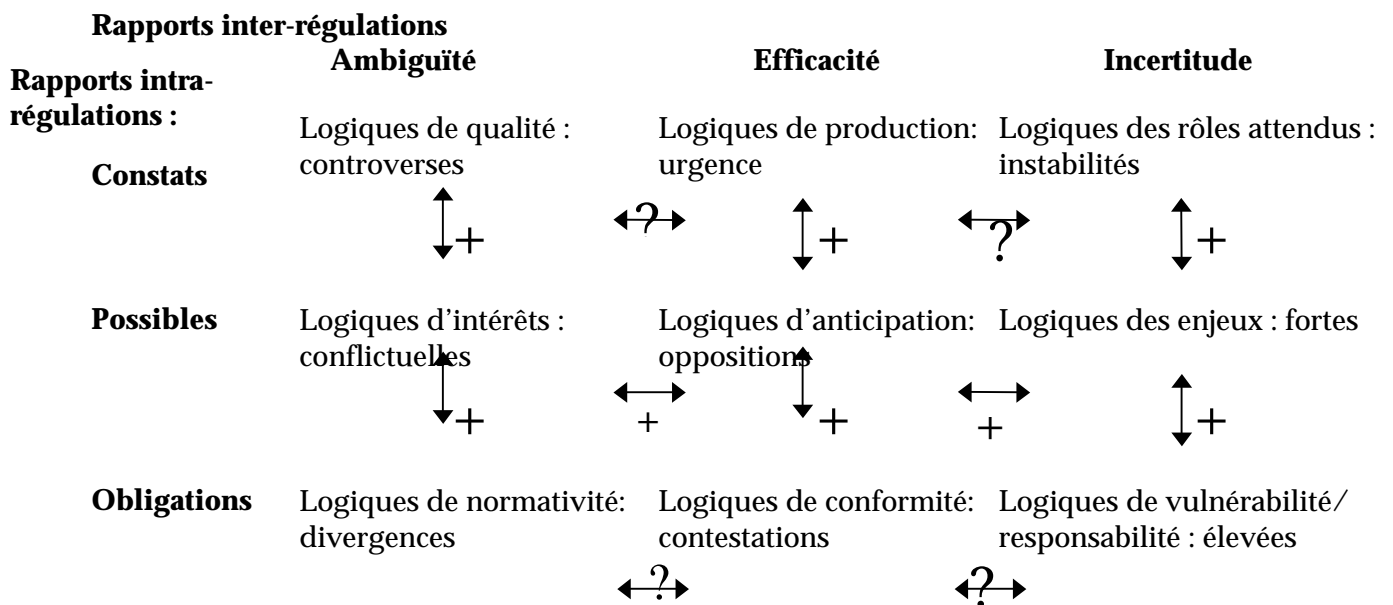 Rapports inter-régulations
Ambiguïté Efficacité Incertitude
Rapports intra-
régulations :
Logiques de qualité : Logiques de production: Logiques des rôles attendus :
controverses urgence instabilités
Constats
? ?
+ + +
Possibles Logiques d’intérêts : Logiques d’anticipation: Logiques des enjeux : fortes
conflictuelles oppositions
+ + + + +
Obligations Logiques de normativité: Logiques de conformité: Logiques de vulnérabilité/
divergences contestations responsabilité : élevées
? ?